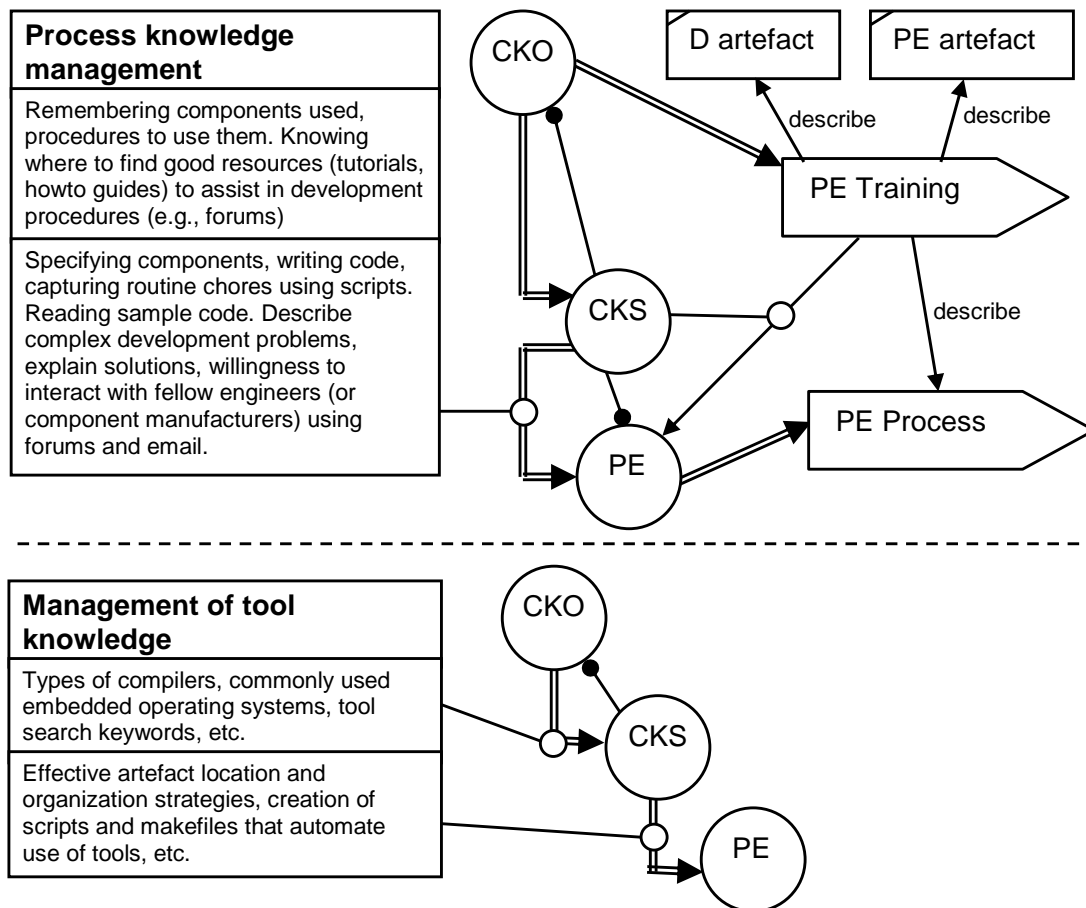 Process knowledge
management
Remembering components used,
procedures to use them. Knowing
where to find good resources (tutorials,
howto guides) to assist in development
procedures (e.g., forums)
Specifying components, writing code,
capturing routine chores using scripts.
Reading sample code. Describe
complex development problems,
explain solutions, willingness to
interact with fellow engineers (or
component manufacturers) using
forums and email.
CKO
D artefact
PE artefact
describe
describe
PE Training
CKS
describe
PE Process
PE
Management of tool
knowledge
Types of compilers, commonly used
embedded operating systems, tool
search keywords, etc.
Effective artefact location and
organization strategies, creation of
scripts and makefiles that automate
use of tools, etc.
CKO
CKS
PE